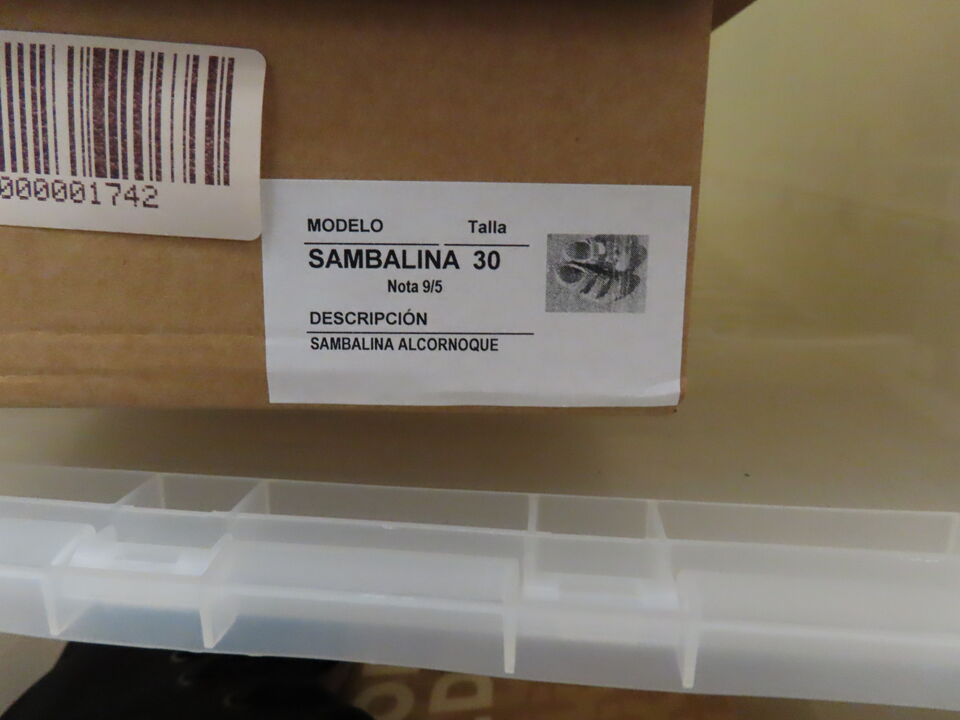 000001742
MODELO Talla
SAMBALINA 30
Nota 9/5
DESCRIPCIÓN
SAMBALINA ALCORNOQUE